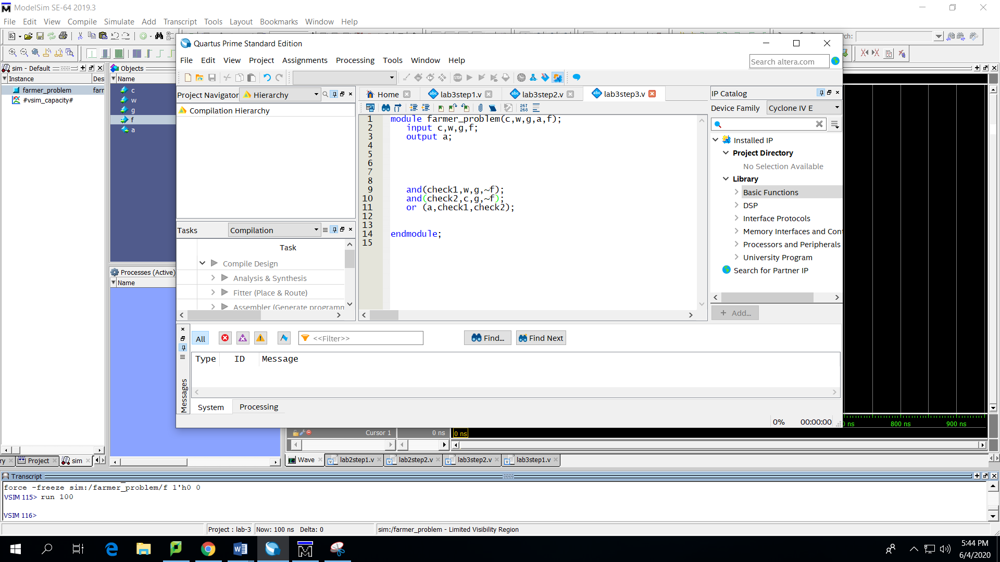 ModelSim SE-64 2019.3
File Edit View Compile Simulate Add Transcript Tools Layout Bookmarks Window Help
sim - Default
Instance Des
farmer_problem farr
#vsim_capacity#
Objects
Name
c
w
g
f
a
Processes (Active)
Name
Quartus Prime Standard Edition
File Edit View Project Assignments Processing Tools Window Help
Search altera.com
Project Navigator Hierarchy
Compilation Hierarchy
Tasks Compilation
Task
Compile Design
Analysis & Synthesis
Fitter (Place & Route)
Assembler (Generate programm
Home lab3step1.v lab3step2.v lab3step3.v
267
268
1 module farmer_problem(c,w,g,a,f);
2 input c,w,g,f;
3 output a;
4
5
6
7
8
9 and(check1,w,g,~f);
10 and(check2,c,g,~f);
11 or (a,check1,check2);
12
13
14 endmodule;
15
IP Catalog
Device Family Cyclone IV E
Installed IP
Project Directory
No Selection Available
Library
Basic Functions
DSP
Interface Protocols
Memory Interfaces and Con
Processors and Peripherals
University Program
Search for Partner IP
+ Add...
All <<Filter>> Find... Find Next
Type ID Message
Messages
System Processing
0% 00:00:00
ns 800 ns 900 ns
Cursor 1 0 ns 0 ns
ry Project sim
Wave lab2step1.v lab2step2.v lab3step2.v lab3step1.v
Transcript
force -freeze sim:/farmer_problem/f 1'h0 0
VSIM 115> run 100
VSIM 116>
Project : lab-3 Now: 100 ns Delta: 0 sim:/farmer_problem - Limited Visibility Region
5:44 PM
6/4/2020